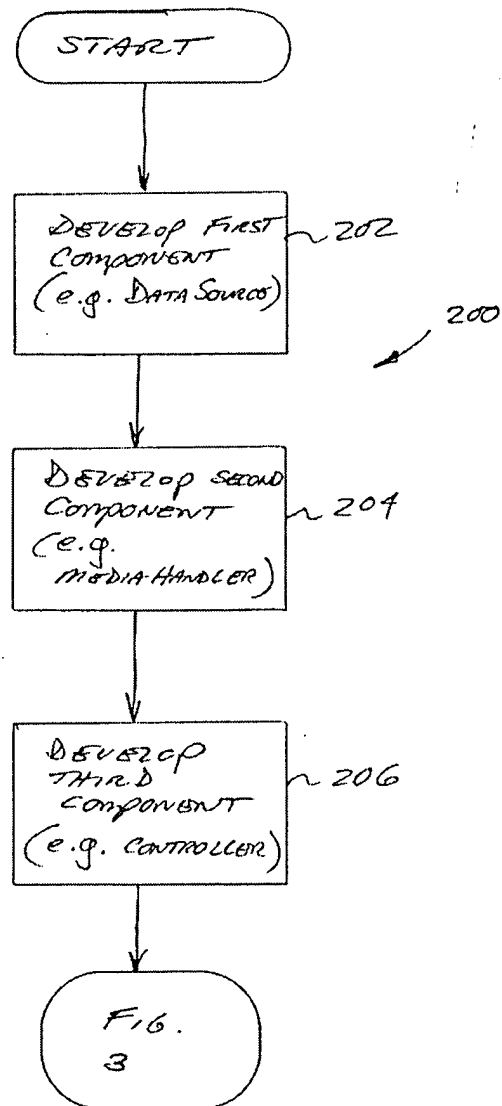 START
DEVELOP FIRST
COMPONENT
(e.g. DATA SOURCE)
202
200
DEVELOP SECOND
COMPONENT
(e.g.
MEDIA-HANDLER)
204
DEVELOP
THIRD
COMPONENT
(e.g. CONTROLLER)
206
FIG.
3